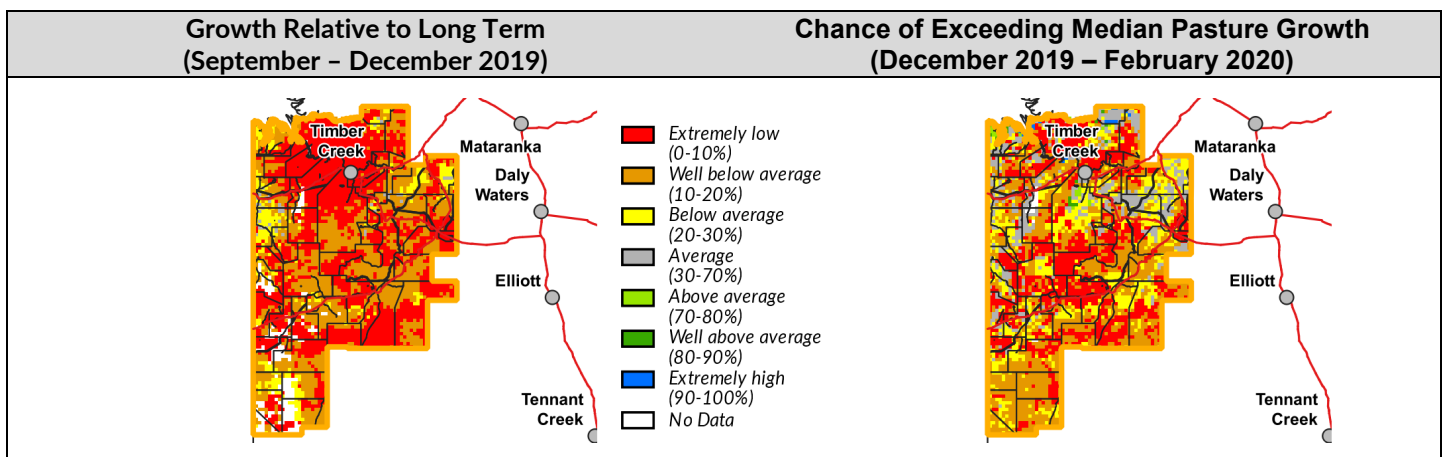 Growth Relative to Long Term
(September – December 2019)
Chance of Exceeding Median Pasture Growth
(December 2019 – February 2020)
Timber
Creek
Mataranka
Daly
Waters
Elliott
Tennant
Creek
Extremely low
(0-10%)
Well below average
(10-20%)
Below average
(20-30%)
Average
(30-70%)
Above average
(70-80%)
Well above average
(80-90%)
Extremely high
(90-100%)
No Data
Timber
Creek
Mataranka
Daly
Waters
Elliott
Tennant
Creek